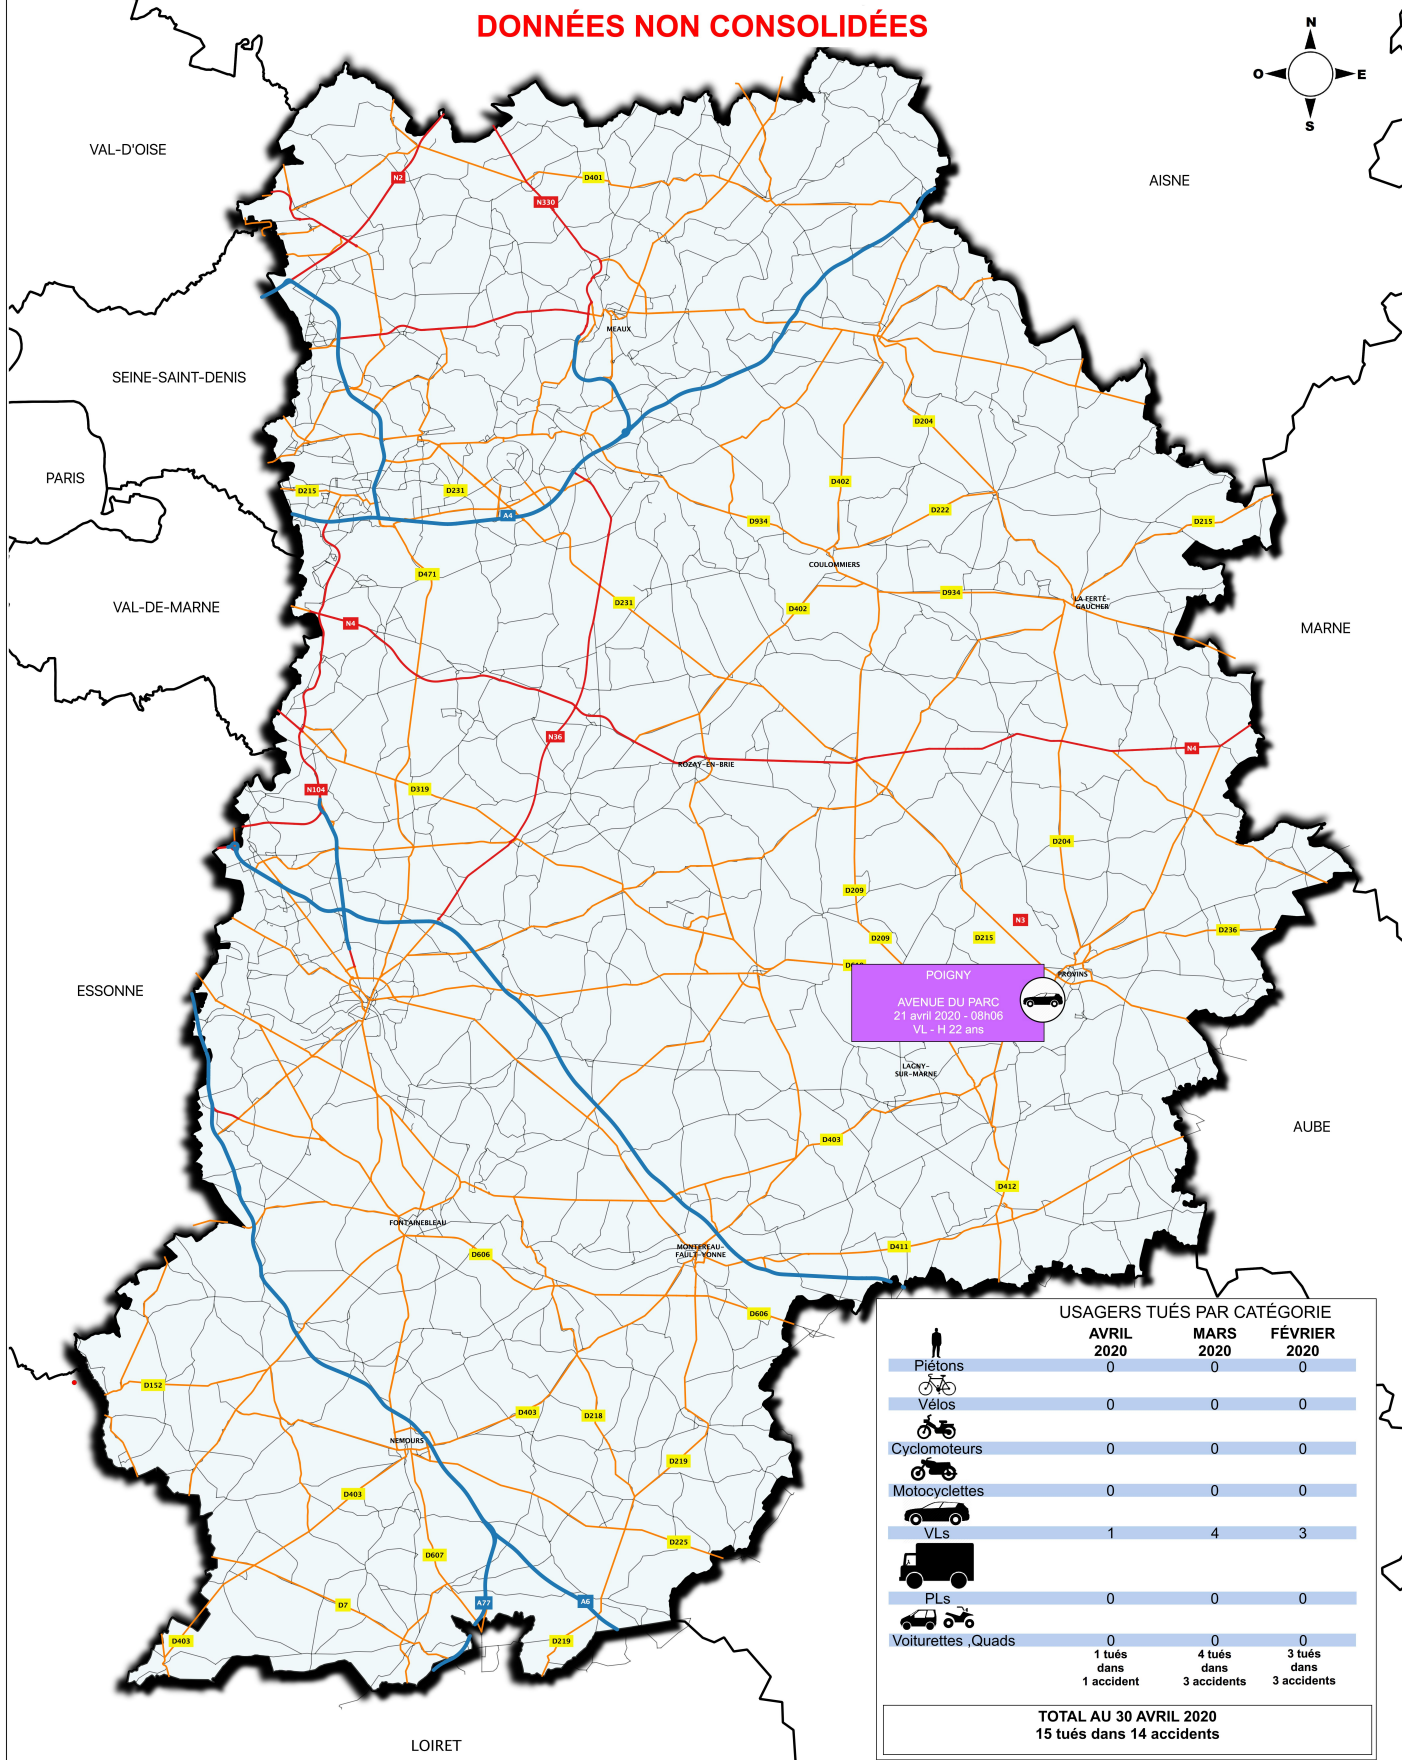 DONNÉES NON CONSOLIDÉES
N
O
E
S
VAL-D'OISE
AISNE
N2
D401
N330
MEAUX
SEINE-SAINT-DENIS
D204
PARIS
D402
D215
D231
D222
A4
D934
D215
COULOMMIERS
D471
D934
VAL-DE-MARNE
D231
D402
LA FERTÉ-
GAUCHER
N4
MARNE
N36
N4
ROZAY-EN-BRIE
N104
D319
D204
D209
N3
D236
D209
D215
D619
PROVINS
POIGNY
AVENUE DU PARC
21 avril 2020 - 08h06
VL - H 22 ans
ESSONNE
LAGNY-
SUR-MARNE
AUBE
D403
D412
FONTAINEBLEAU
D411
MONTEREAU-
FAULT-YONNE
D606
D606
D152
D403
D218
NEMOURS
D219
D403
D225
D607
D7
A77
A6
D403
D219
LOIRET
USAGERS TUÉS PAR CATÉGORIE
AVRIL MARS FÉVRIER
2020 2020 2020
Piétons 0 0 0
Vélos 0 0 0
Cyclomoteurs 0 0 0
Motocyclettes 0 0 0
VLs 1 4 3
PLs 0 0 0
Voiturettes ,Quads 0 0 0
1 tués 4 tués 3 tués
dans dans dans
1 accident 3 accidents 3 accidents
TOTAL AU 30 AVRIL 2020
15 tués dans 14 accidents